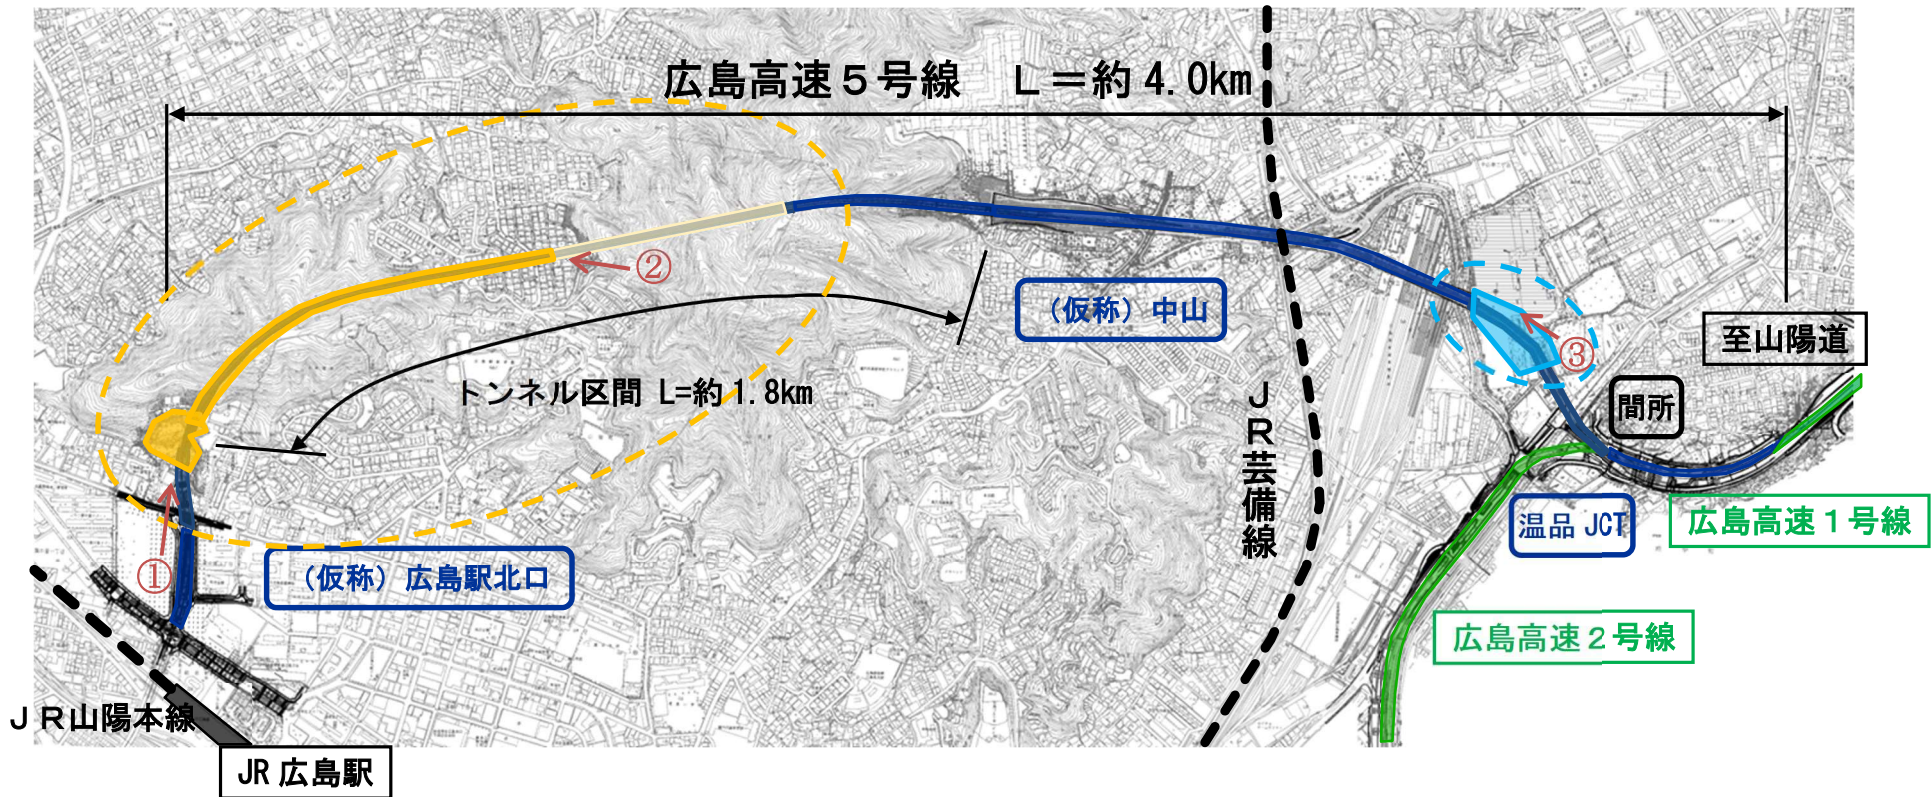 広島高速５号線　Ｌ＝約4.0km
②
（仮称）中山
至山陽道
③
トンネル区間 L=約1.8km
ＪＲ芸備線
間所
①
（仮称）広島駅北口
温品 JCT
広島高速１号線
広島高速２号線
ＪＲ山陽本線
JR 広島駅